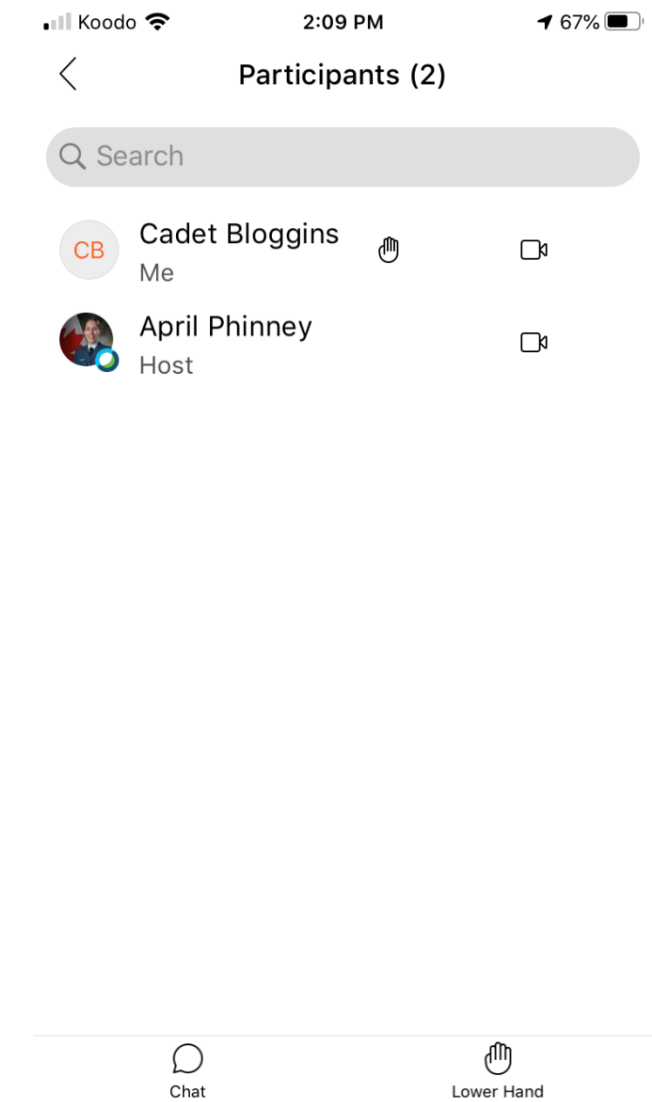 Koodo 2:09 PM 67%
Participants (2)
Search
CB
Cadet Bloggins
Me
April Phinney
Host
Chat Lower Hand